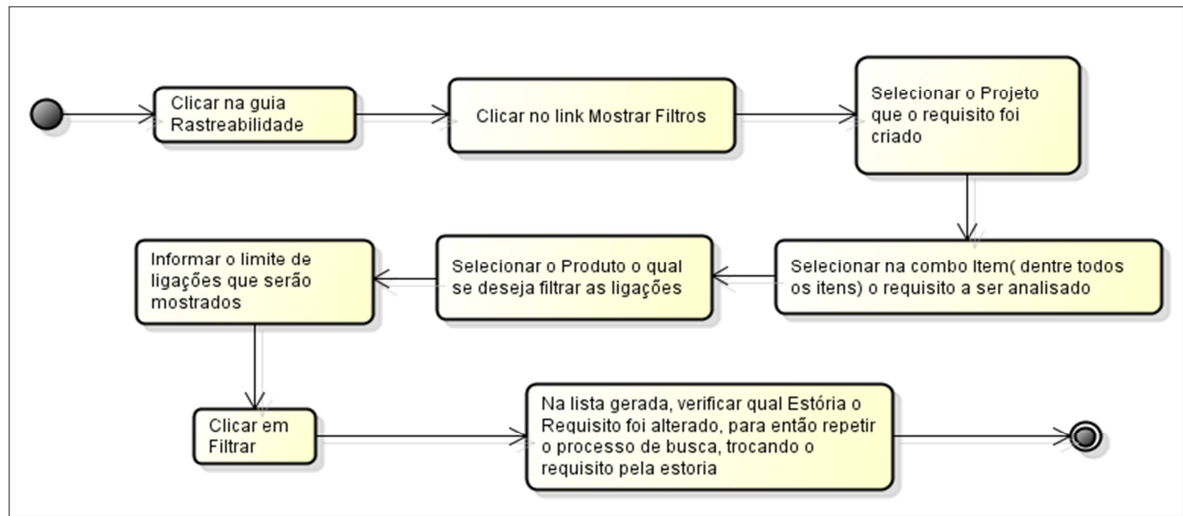 Clicar na guia
Rastreabilidade
Clicar no link Mostrar Filtros
Selecionar o Projeto
que o requisito foi
criado
Selecionar na combo Item( dentre todos
os itens) o requisito a ser analisado
Selecionar o Produto o qual
se deseja filtrar as ligações
Informar o limite de
ligações que serão
mostrados
Clicar em
Filtrar
Na lista gerada, verificar qual Estória o
Requisito foi alterado, para então repetir
o processo de busca, trocando o
requisito pela estoria